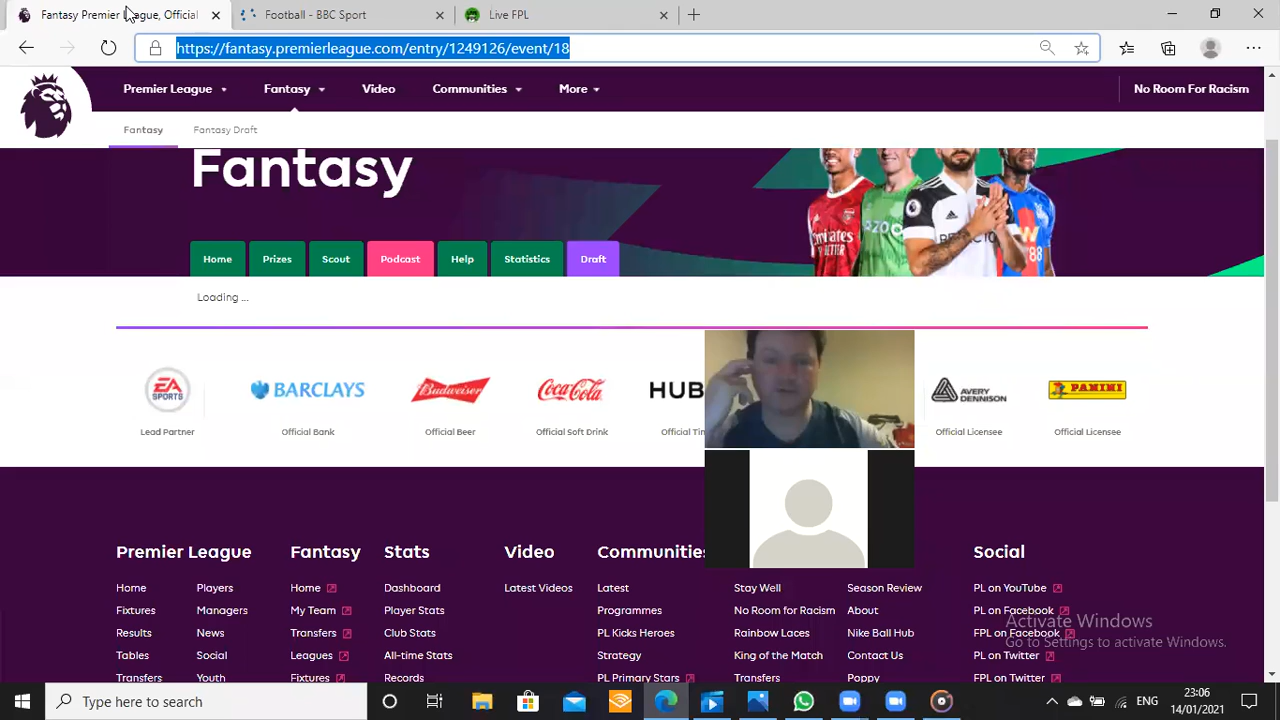 Fantasy Premier League, Official
Football - BBC Sport
Live FPL
https://fantasy.premierleague.com/entry/1249126/event/18
Premier League
Fantasy
Video
Communities
More
No Room For Racism
Fantasy
Fantasy Draft
Fantasy
Home
Prizes
Scout
Podcast
Help
Statistics
Draft
Loading ...
EA SPORTS
BARCLAYS
Budweiser
Coca-Cola
HUB
AVERY DENNISON
PANINI
Lead Partner
Official Bank
Official Beer
Official Soft Drink
Official Tim
Official Licensee
Official Licensee
Premier League
Fantasy
Stats
Video
Communities
Social
Home
Players
Home
Dashboard
Latest Videos
Latest
Stay Well
Season Review
PL on YouTube
Fixtures
Managers
My Team
Player Stats
Programmes
No Room for Racism
About
PL on Facebook
Results
News
Transfers
Club Stats
PL Kicks Heroes
Rainbow Laces
Nike Ball Hub
FPL on Facebook
Tables
Social
Leagues
All-time Stats
Strategy
King of the Match
Contact Us
PL on Twitter
Transfers
Youth
Fixtures
Records
PL Primary Stars
Transfers
Poppy
FPL on Twitter
Activate Windows
Go to Settings to activate Windows.
Type here to search
ENG
23:06
14/01/2021